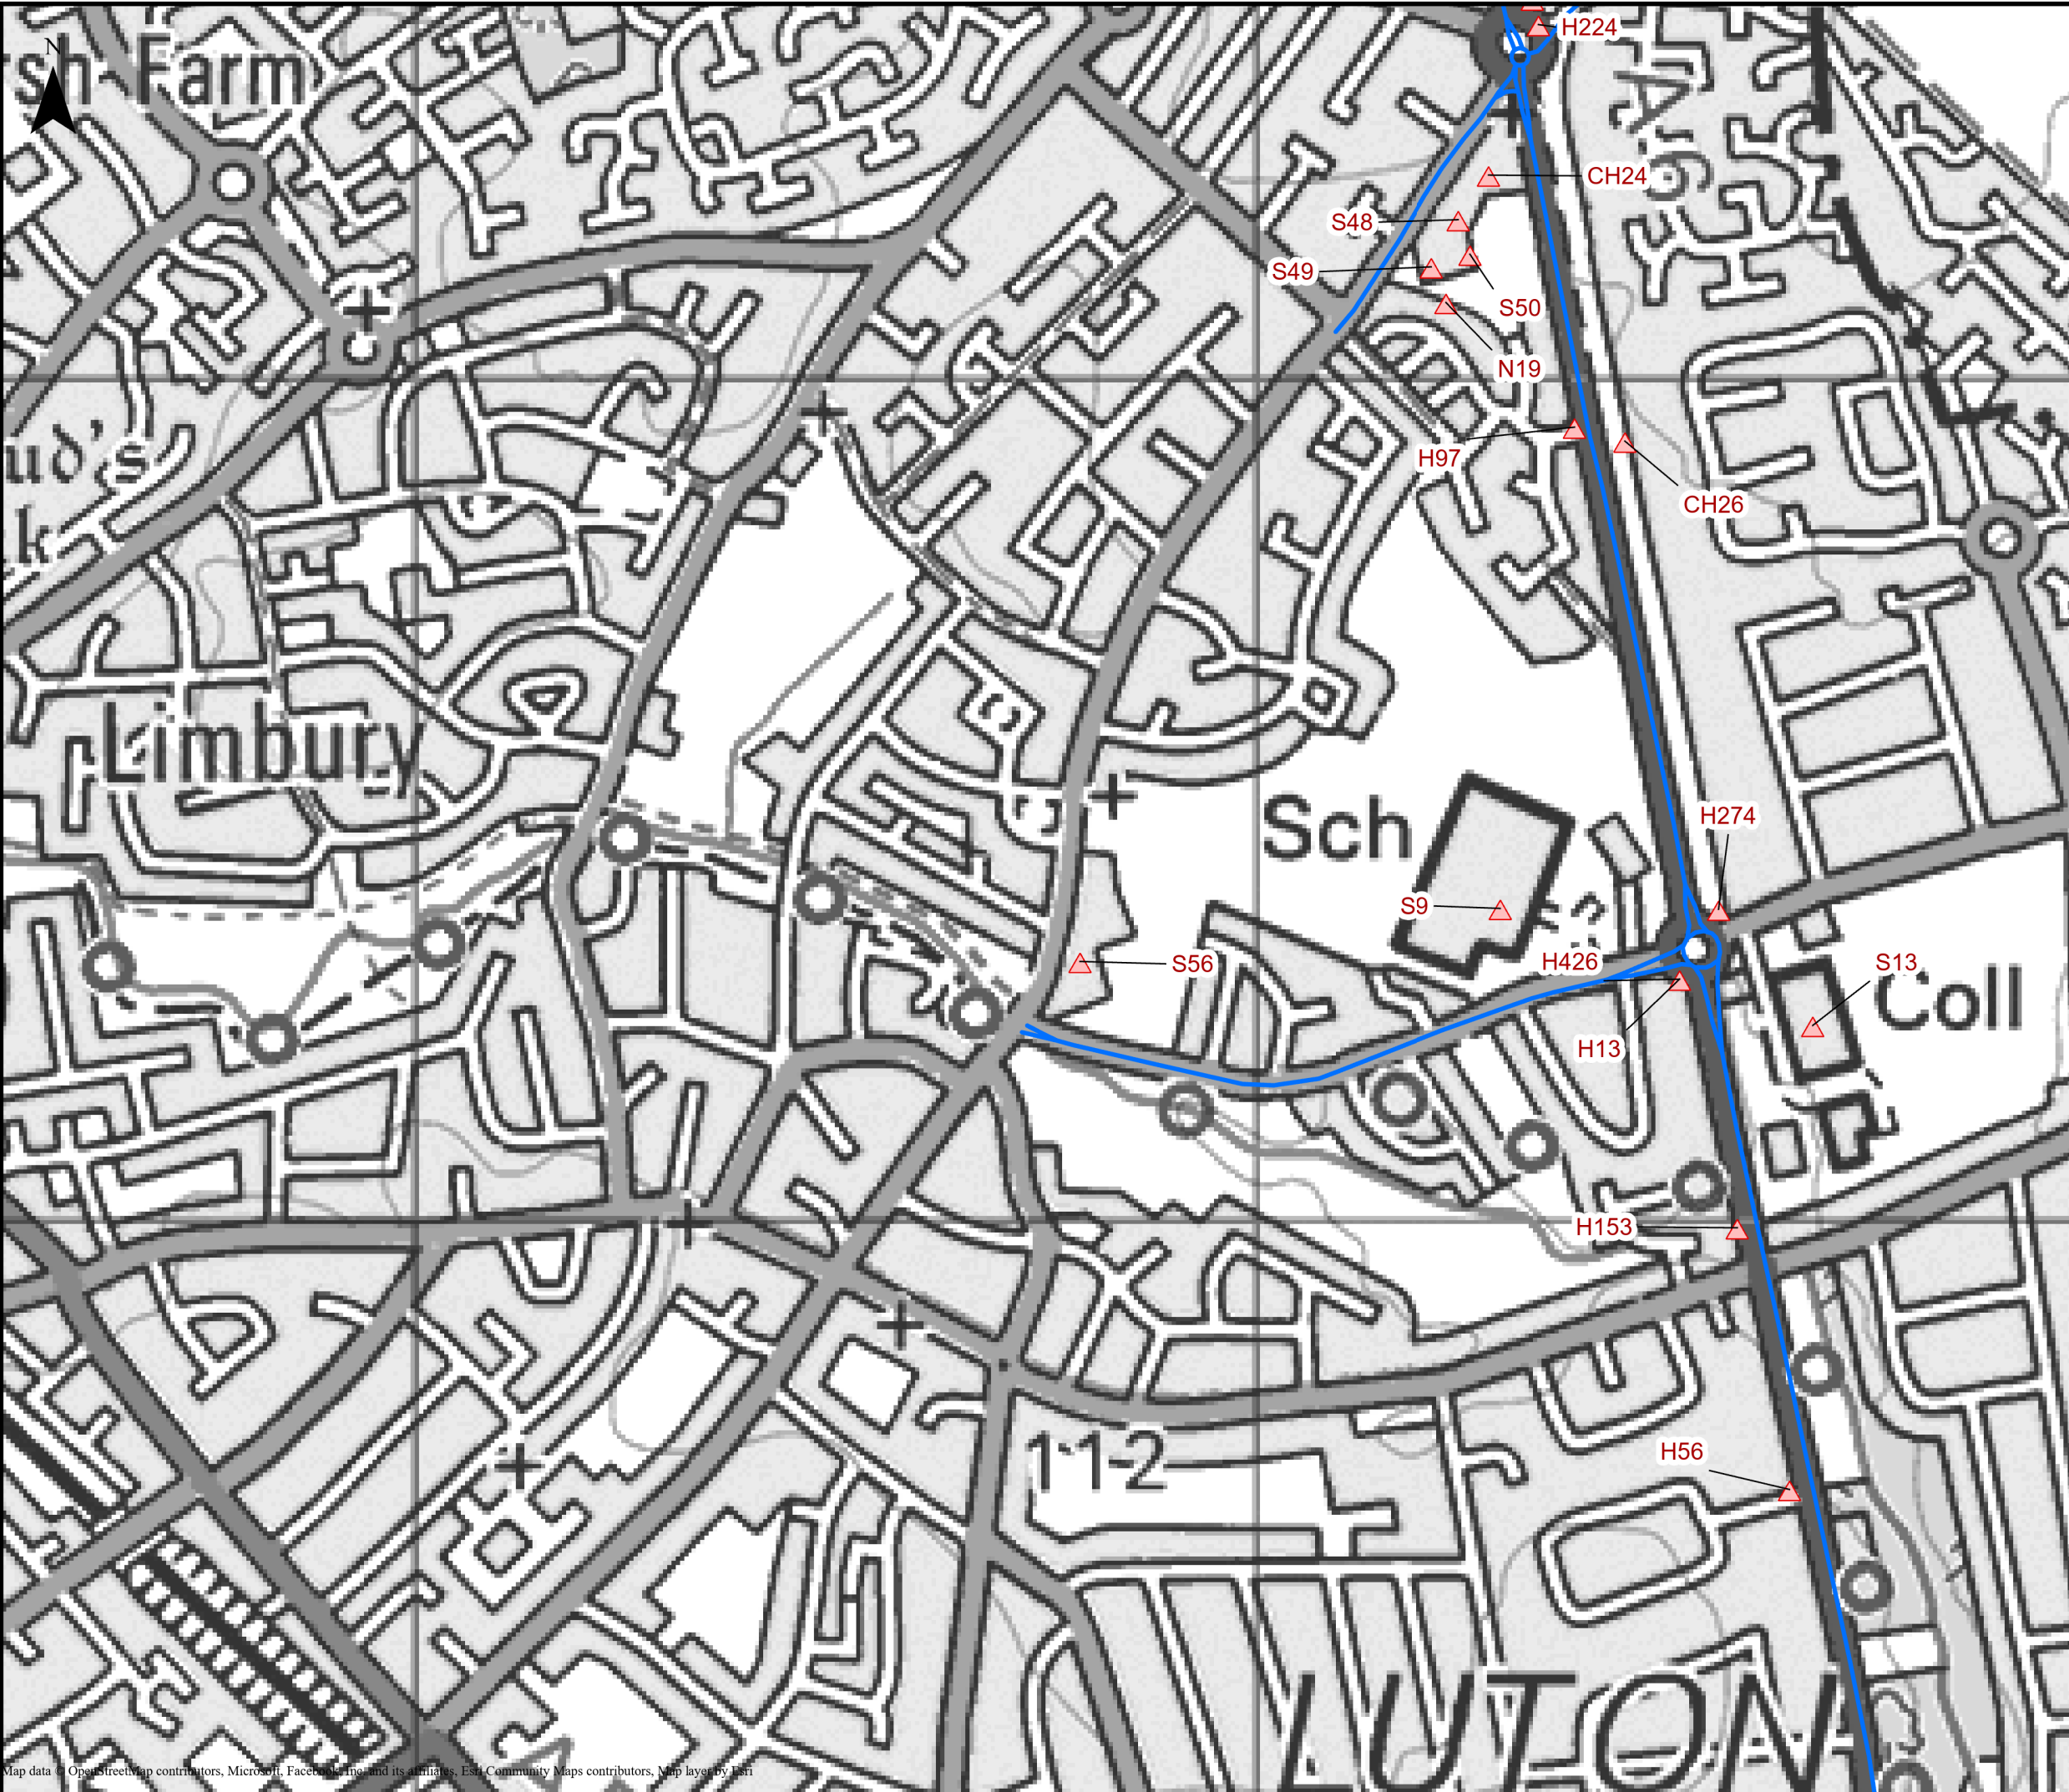 H224
N
sh Farm
A6
CH24
S48
S49
S50
N19
ud's
k
H97
CH26
Limbury
Sch
H274
S9
S56
H426
S13
Coll
H13
H153
112
H56
LUTON
Map data © OpenStreetMap contributors, Microsoft, Facebook, Inc. and its affiliates, Esri Community Maps contributors, Map layer by Esri